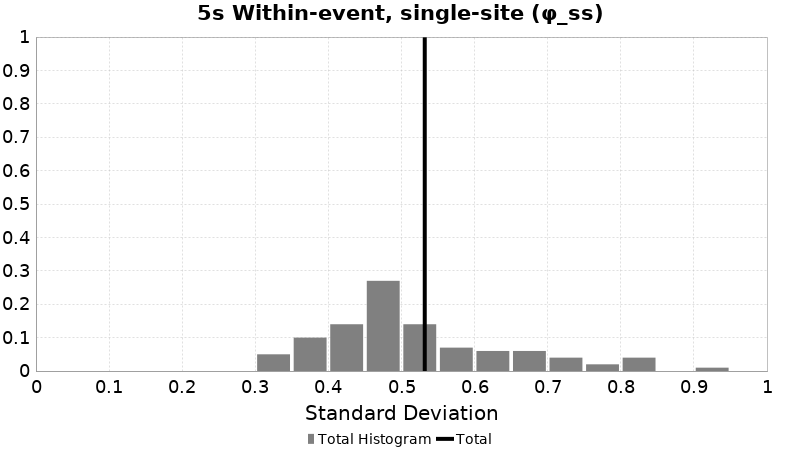 5s Within-event, single-site (φ_ss)
1
0.9
0.8
0.7
0.6
0.5
0.4
0.3
0.2
0.1
0
0 0.1 0.2 0.3 0.4 0.5 0.6 0.7 0.8 0.9 1
Standard Deviation
Total Histogram Total